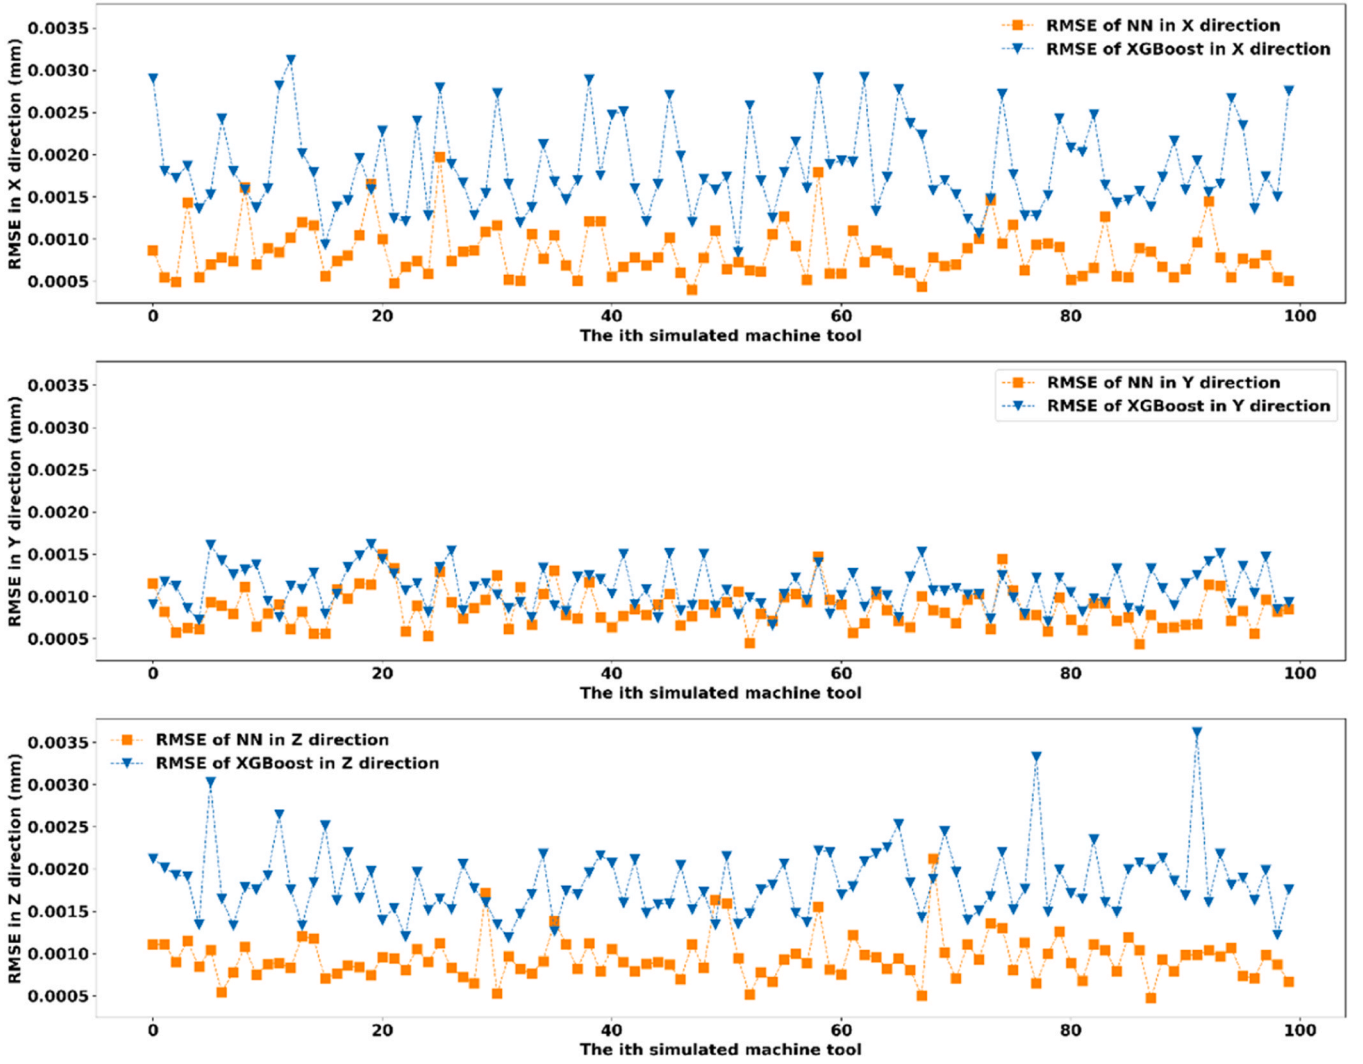 RMSE in X direction (mm)
0.0035
0.0030
0.0025
0.0020
0.0015
0.0010
0.0005
RMSE of NN in X direction
RMSE of XGBoost in X direction
0 20 40 60 80 100
The ith simulated machine tool
RMSE in Y direction (mm)
0.0035
0.0030
0.0025
0.0020
0.0015
0.0010
0.0005
RMSE of NN in Y direction
RMSE of XGBoost in Y direction
0 20 40 60 80 100
The ith simulated machine tool
RMSE in Z direction (mm)
0.0035
0.0030
0.0025
0.0020
0.0015
0.0010
0.0005
RMSE of NN in Z direction
RMSE of XGBoost in Z direction
0 20 40 60 80 100
The ith simulated machine tool